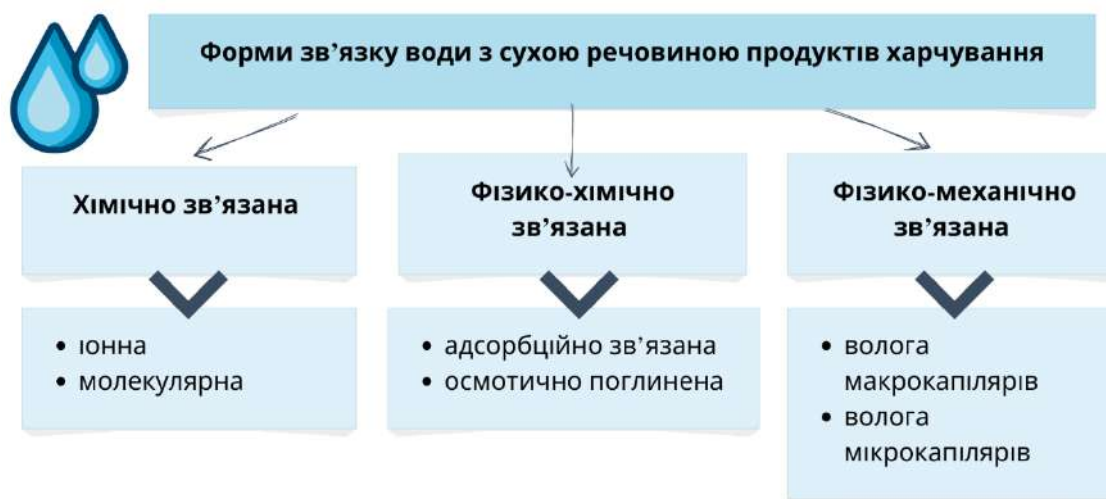 Форми зв’язку води з сухою речовиною продуктів харчування
Хімічно зв’язана
Фізико-хімічно
зв’язана
Фізико-механічно
зв’язана
• іонна
• молекулярна
• адсорбційно зв’язана
• осмотично поглинена
• волога
макрокапілярів
• волога
мікрокапілярів